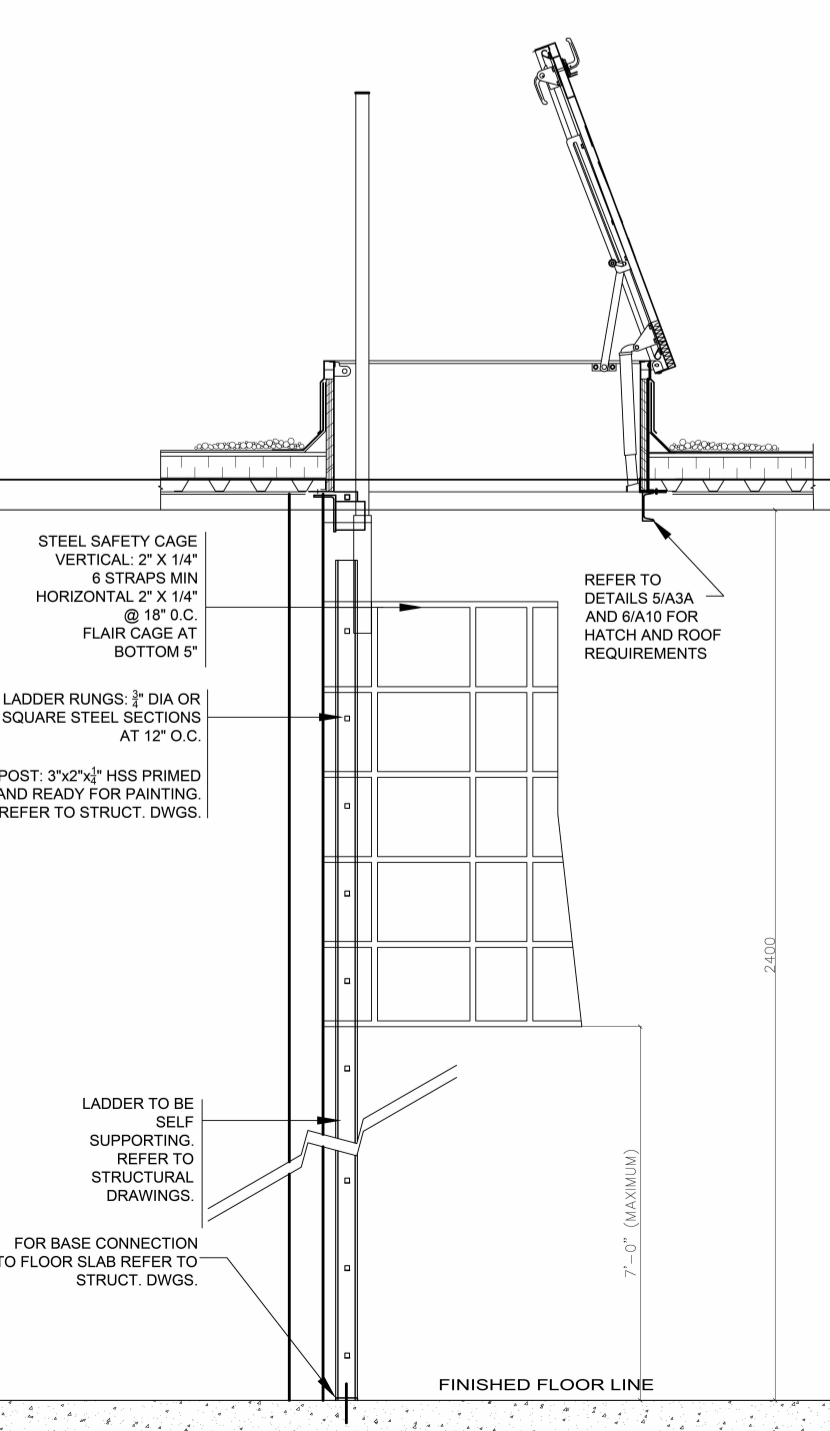 STEEL SAFETY CAGE
VERTICAL: 2" X 1/4"
6 STRAPS MIN
HORIZONTAL 2" X 1/4"
@ 18" 0.C.
FLAIR CAGE AT
BOTTOM 5"
REFER TO
DETAILS 5/A3A
AND 6/A10 FOR
HATCH AND ROOF
REQUIREMENTS
LADDER RUNGS: 3/4" DIA OR
SQUARE STEEL SECTIONS
AT 12" O.C.
POST: 3"x2"x1/4" HSS PRIMED
AND READY FOR PAINTING.
REFER TO STRUCT. DWGS.
2400
LADDER TO BE
SELF
SUPPORTING.
REFER TO
STRUCTURAL
DRAWINGS.
7'-0" (MAXIMUM)
FOR BASE CONNECTION
TO FLOOR SLAB REFER TO
STRUCT. DWGS.
FINISHED FLOOR LINE